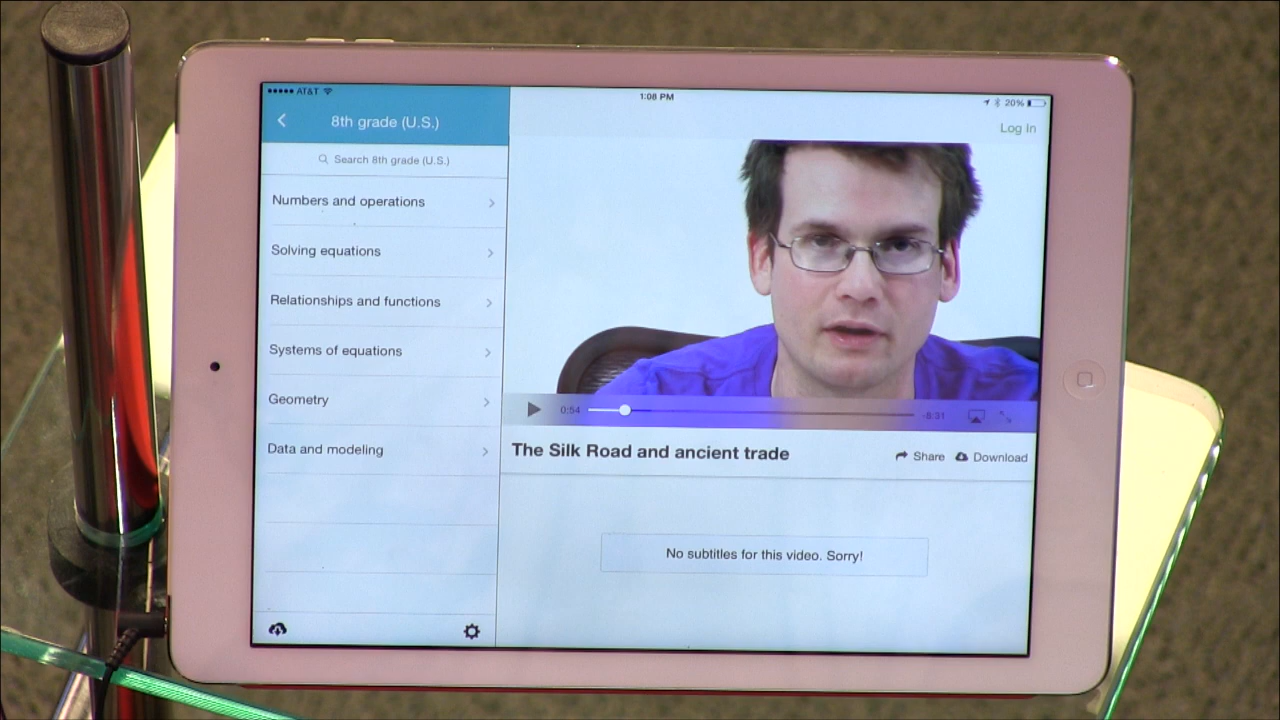 AT&T
1:08 PM
20%
8th grade (U.S.)
Log In
Search 8th grade (U.S.)
Numbers and operations
Solving equations
Relationships and functions
Systems of equations
Geometry
Data and modeling
0:54
-8:31
The Silk Road and ancient trade
Share
Download
No subtitles for this video. Sorry!